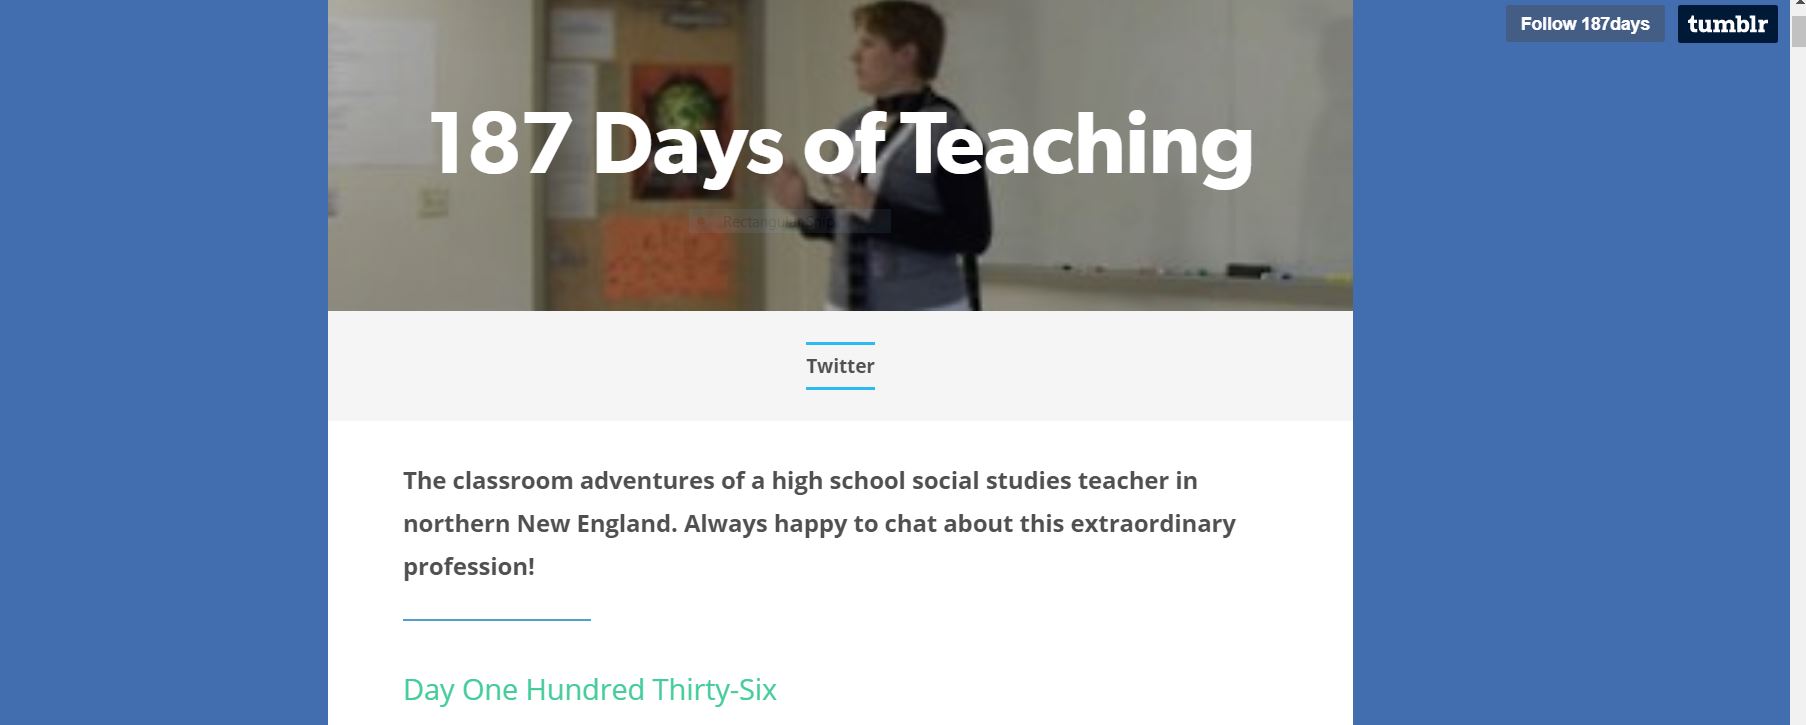 Follow 187days
tumblr
187 Days of Teaching
Rectangular Snip
Twitter
The classroom adventures of a high school social studies teacher in
northern New England. Always happy to chat about this extraordinary
profession!
Day One Hundred Thirty-Six